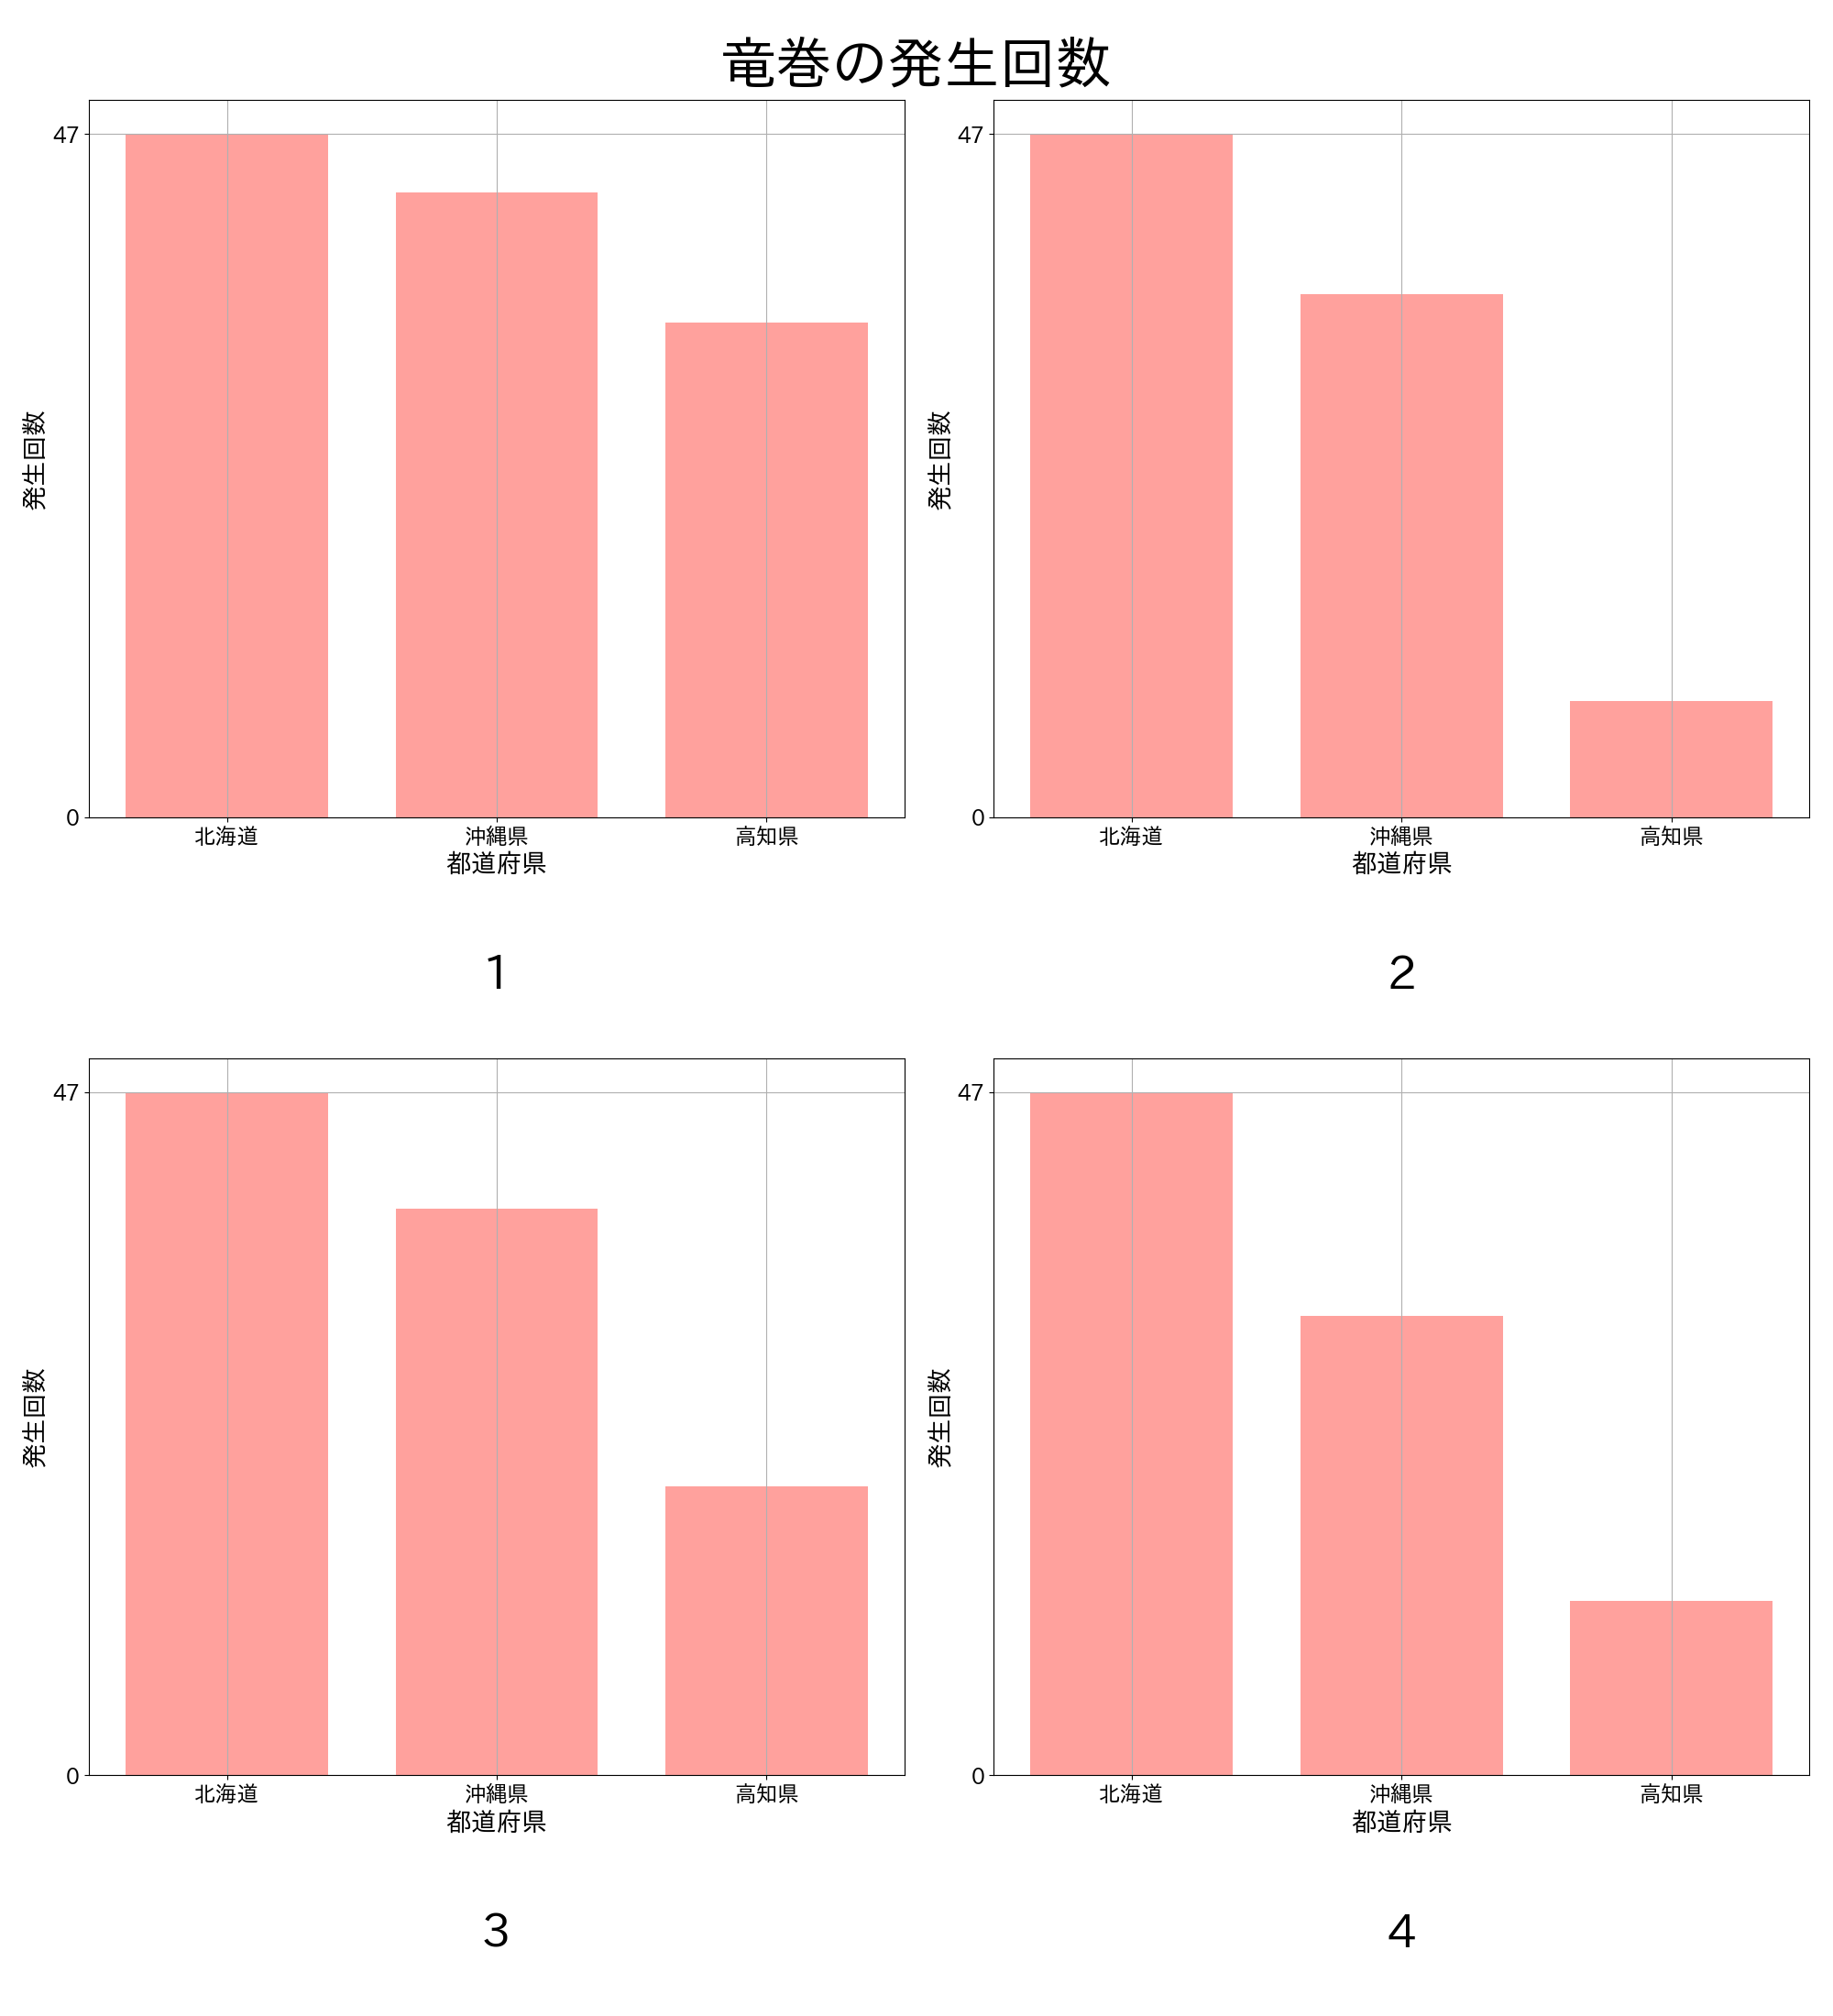 竜巻の発生回数
47
0
発生回数
北海道 沖縄県 高知県
都道府県
1
47
0
発生回数
北海道 沖縄県 高知県
都道府県
2
47
0
発生回数
北海道 沖縄県 高知県
都道府県
3
47
0
発生回数
北海道 沖縄県 高知県
都道府県
4